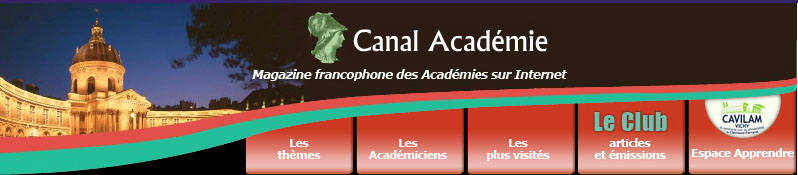 Canal Académie
Magazine francophone des Académies sur Internet
Les
thèmes
Les
Académiciens
Les
plus visités
Le Club
articles
et émissions
CAVILAM
VICHY
Espace Apprendre